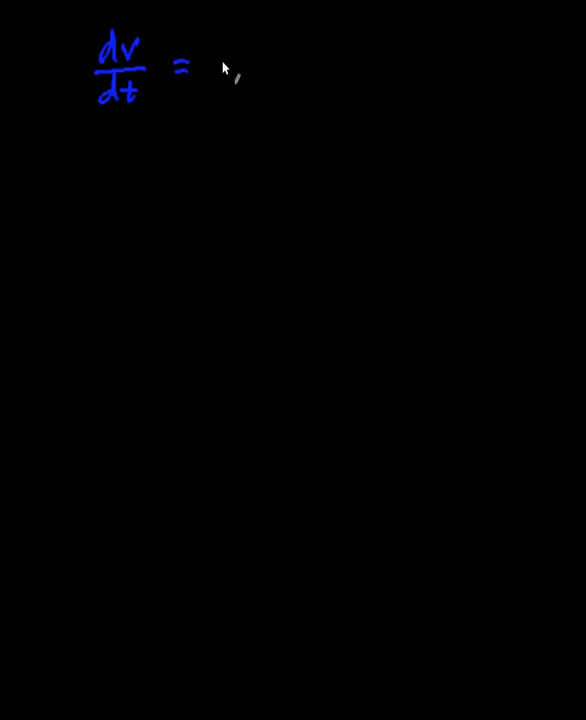 dv/dt =